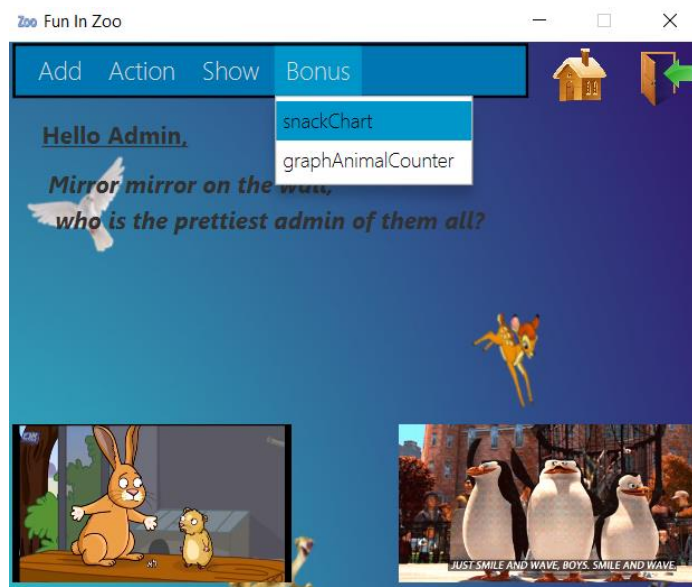 Zoo Fun In Zoo
Add Action Show Bonus
snackChart
graphAnimalCounter
Hello Admin,
Mirror mirror on the wall,
who is the prettiest admin of them all?
JUST SMILE AND WAVE, BOYS. SMILE AND WAVE.